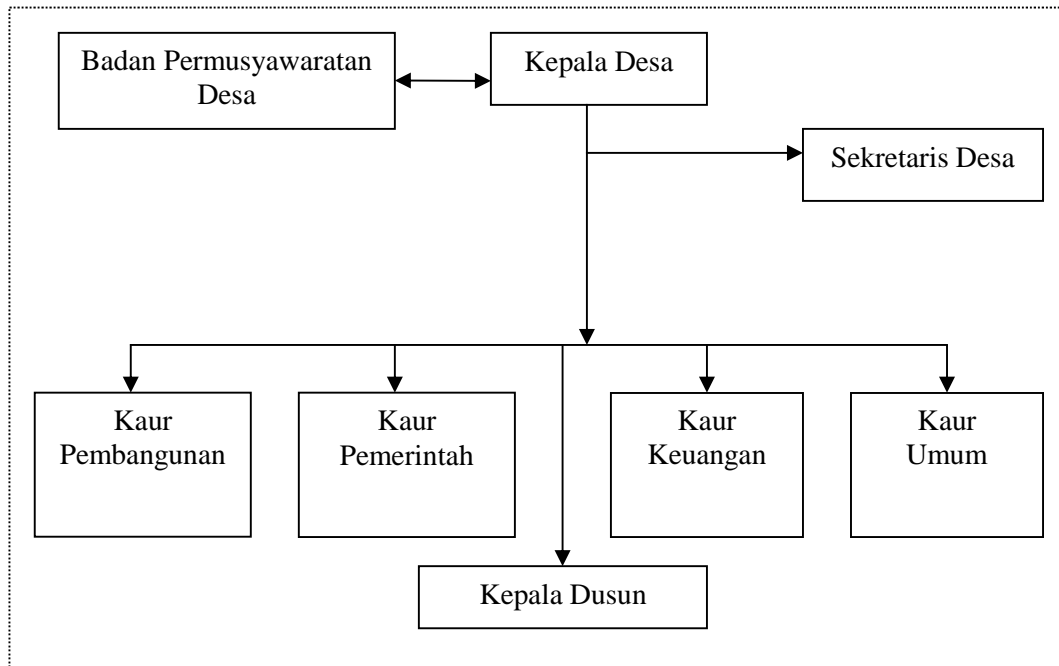 Badan Permusyawaratan
Desa
Kepala Desa
Sekretaris Desa
Kaur
Pembangunan
Kaur
Pemerintah
Kaur
Keuangan
Kaur
Umum
Kepala Dusun